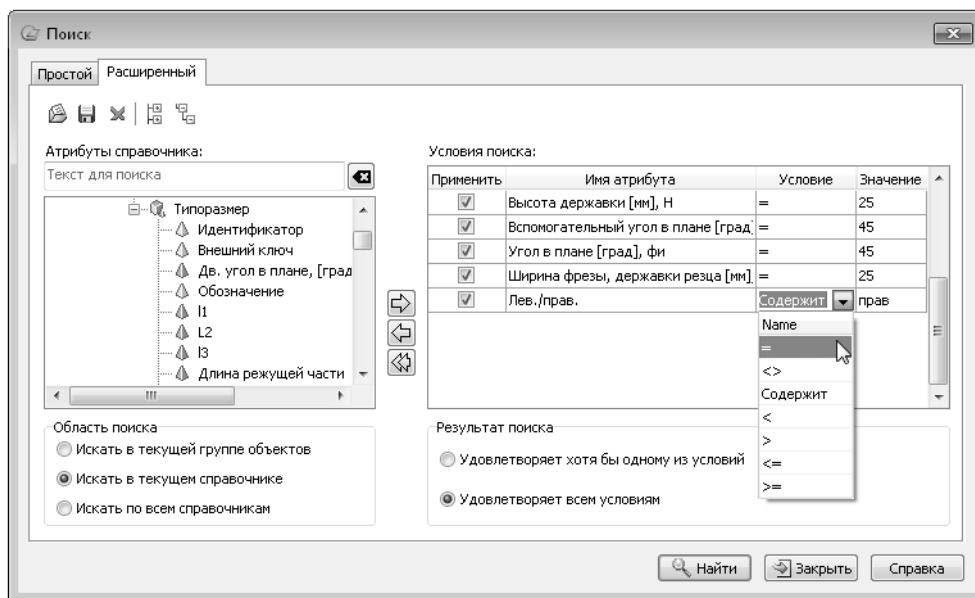 Поиск
Простой
Расширенный
Атрибуты справочника:
Текст для поиска
Типоразмер
Идентификатор
Внешний ключ
Дв. угол в плане, [град
Обозначение
l1
L2
l3
Длина режущей части
Область поиска
Искать в текущей группе объектов
Искать в текущем справочнике
Искать по всем справочникам
Условия поиска:
Применить Имя атрибута Условие Значение
Высота державки [мм], H = 25
Вспомогательный угол в плане [град] = 45
Угол в плане [град], фи = 45
Ширина фрезы, державки резца [мм], = 25
Лев./прав. Содержит прав
Name
=
<>
Содержит
<
>
<=
>=
Результат поиска
Удовлетворяет хотя бы одному из условий
Удовлетворяет всем условиям
Найти Закрыть Справка